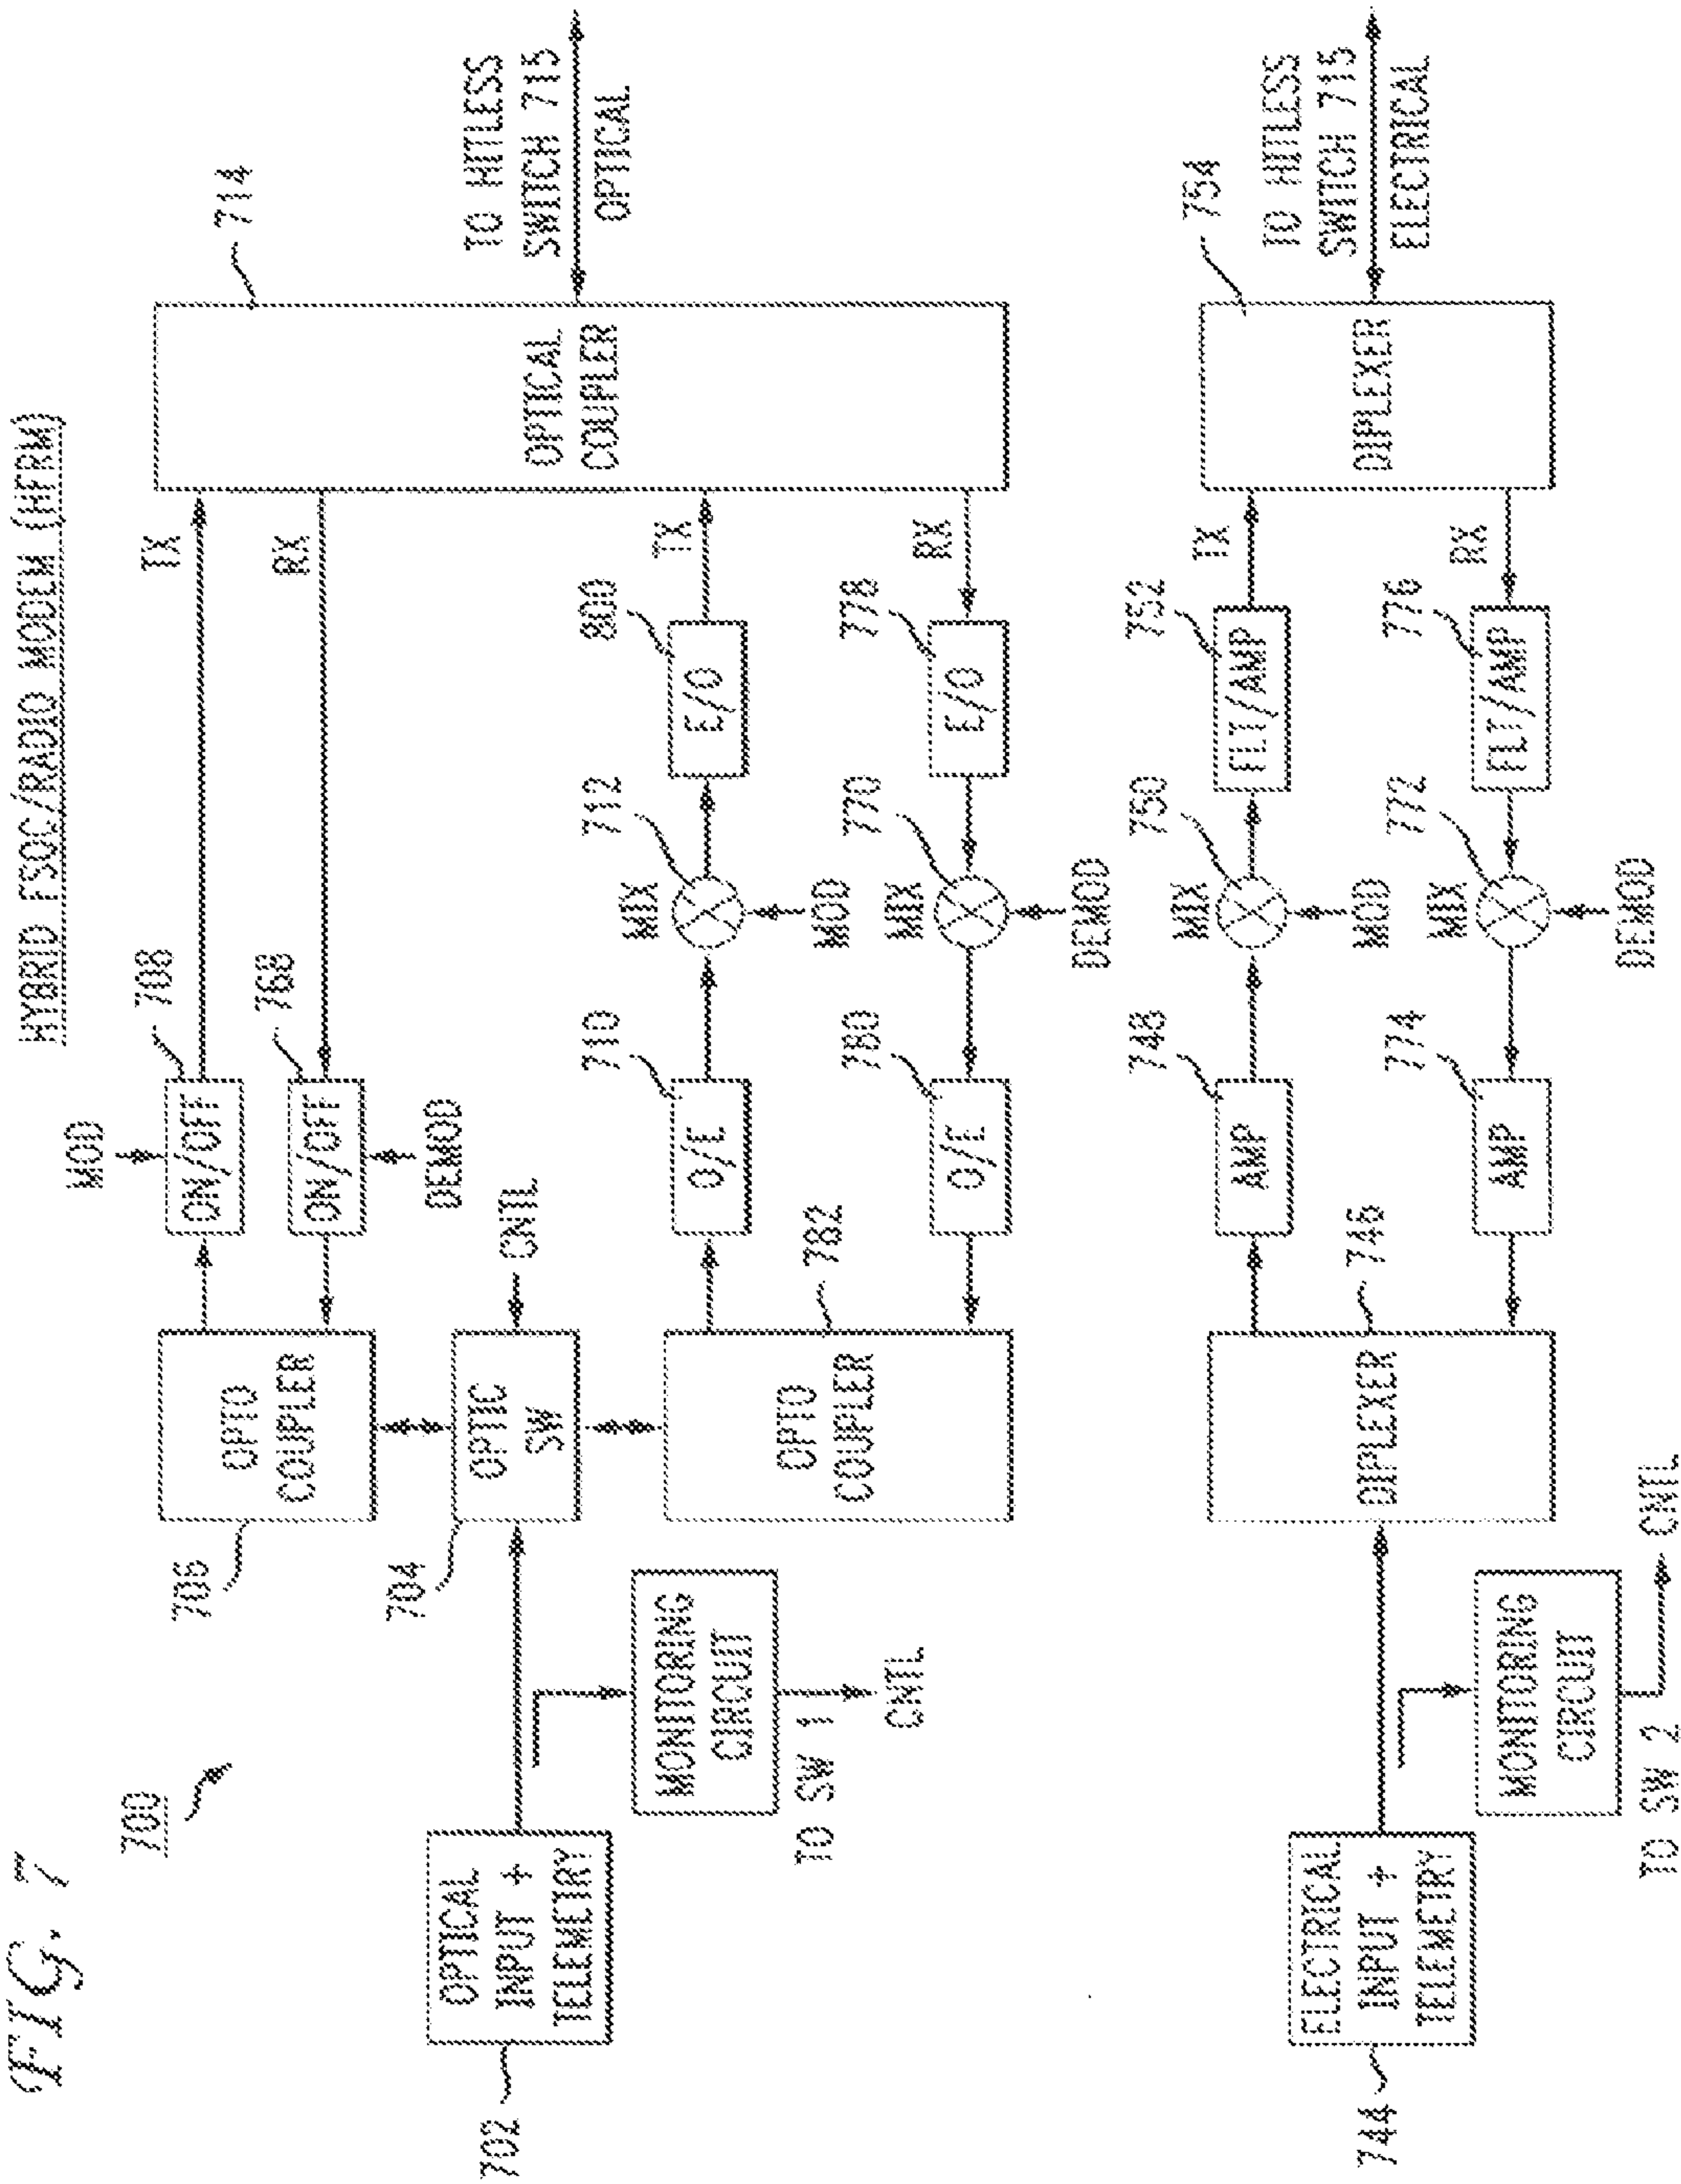 FIG. 7
HYBRID FSOC/RADIO MODEM (HFRM)
700
MOD
708
ON/OFF
TX
714
706
OPTO
COUPLER
768
ON/OFF
RX
DEMOD
702
OPTICAL
INPUT +
TELEMETRY
704
OPTIC
SW
CNTL
OPTICAL
COUPLER
TO HITLESS
SWITCH 715
OPTICAL
MONITORING
CIRCUIT
TO SW 1
CNTL
OPTO
COUPLER
782
710
O/E
MIX
712
MOD
800
E/O
TX
780
O/E
MIX
770
DEMOD
778
E/O
RX
744
ELECTRICAL
INPUT +
TELEMETRY
MONITORING
CIRCUIT
TO SW 2
CNTL
DIPLEXER
746
748
AMP
MIX
750
MOD
752
FLT/AMP
TX
774
AMP
MIX
772
DEMOD
776
FLT/AMP
RX
754
DIPLEXER
TO HITLESS
SWITCH 715
ELECTRICAL